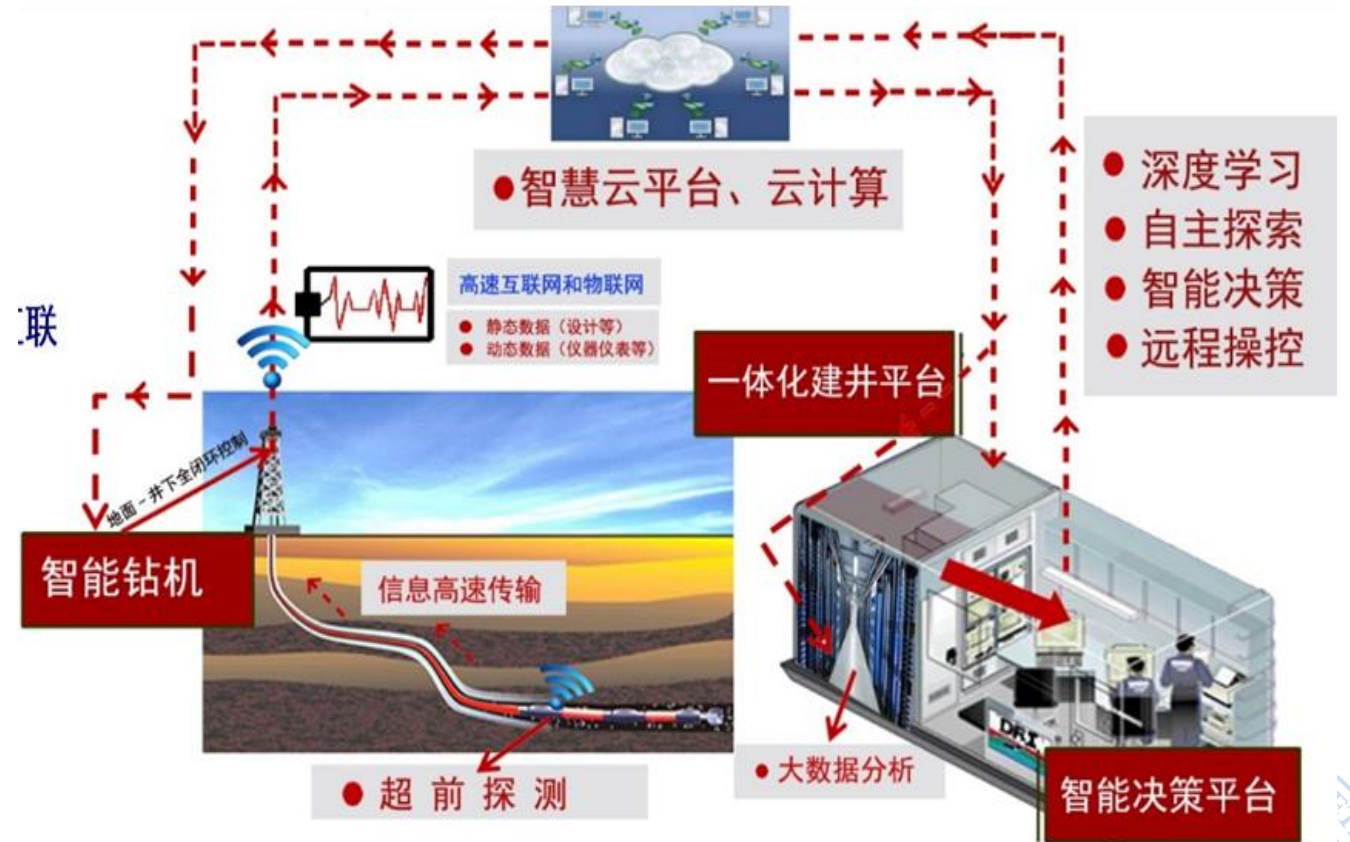 智慧云平台、云计算
深度学习
自主探索
智能决策
远程操控
高速互联网和物联网
静态数据（设计等）
动态数据（仪器仪表等）
联
一体化建井平台
地面-井下全闭环控制
智能钻机
信息高速传输
超前探测
大数据分析
DRI
智能决策平台